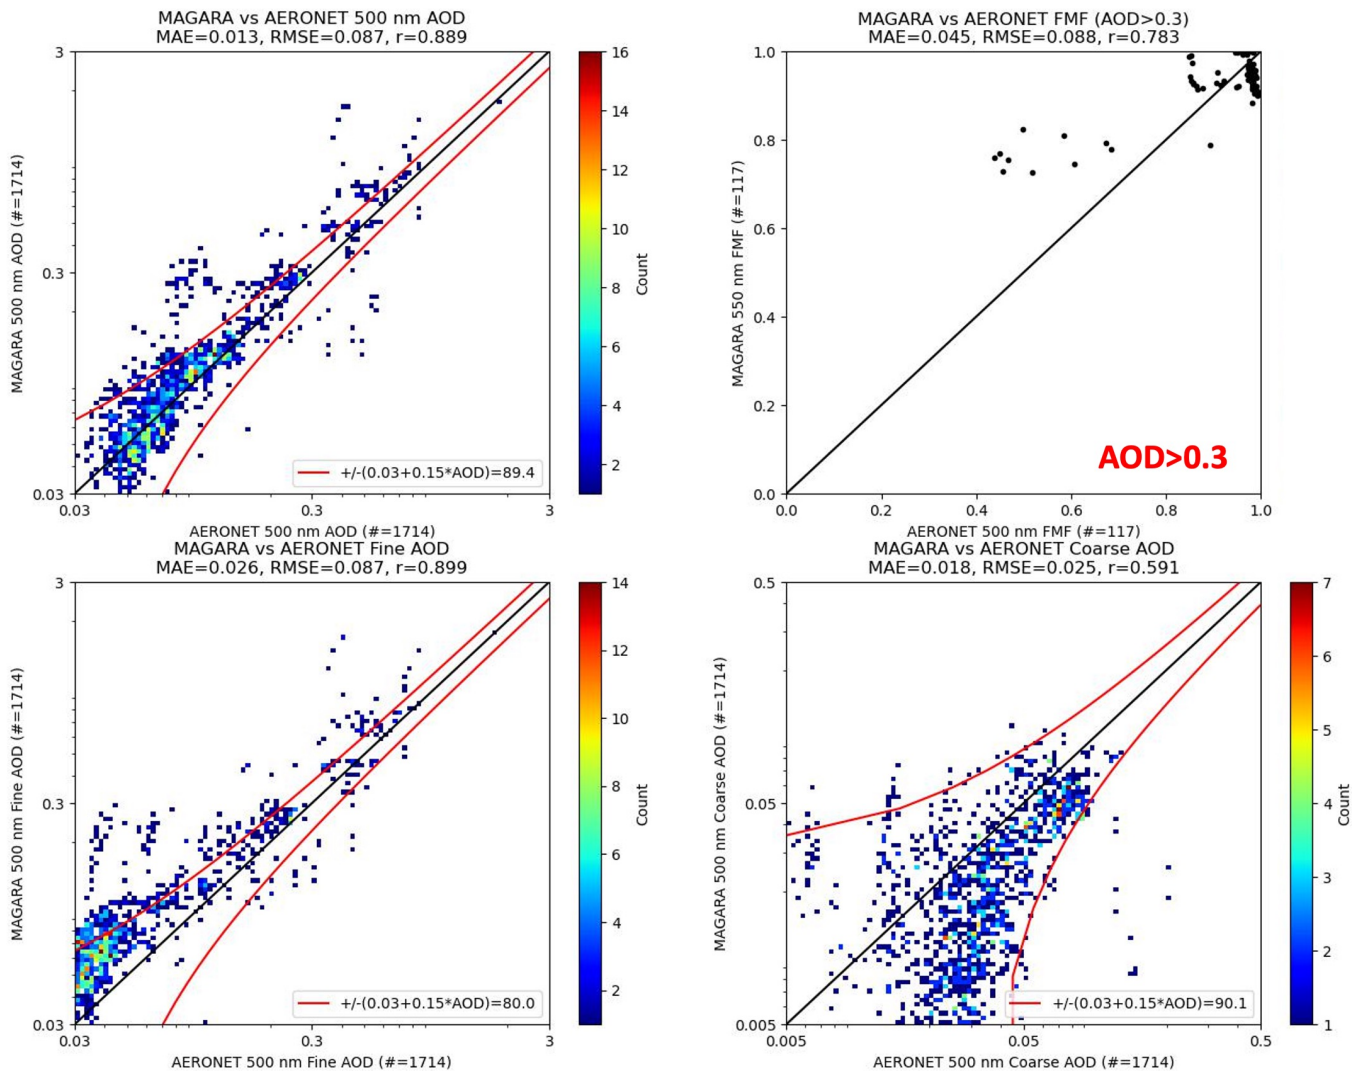 MAGARA vs AERONET 500 nm AOD
MAE=0.013, RMSE=0.087, r=0.889
3
0.3
0.03
MAGARA 500 nm AOD (#=1714)
+/-(0.03+0.15*AOD)=89.4
0.03
0.3
3
AERONET 500 nm AOD (#=1714)
16
14
12
10
8
6
4
2
Count
MAGARA vs AERONET FMF (AOD>0.3)
MAE=0.045, RMSE=0.088, r=0.783
1.0
0.8
0.6
0.4
0.2
0.0
MAGARA 550 nm FMF (#=117)
AOD>0.3
0.0
0.2
0.4
0.6
0.8
1.0
AERONET 500 nm FMF (#=117)
MAGARA vs AERONET Fine AOD
MAE=0.026, RMSE=0.087, r=0.899
3
0.3
0.03
MAGARA 500 nm Fine AOD (#=1714)
+/-(0.03+0.15*AOD)=80.0
0.03
0.3
3
AERONET 500 nm Fine AOD (#=1714)
14
12
10
8
6
4
2
Count
MAGARA vs AERONET Coarse AOD
MAE=0.018, RMSE=0.025, r=0.591
0.5
0.05
0.005
MAGARA 500 nm Coarse AOD (#=1714)
+/-(0.03+0.15*AOD)=90.1
0.005
0.05
0.5
AERONET 500 nm Coarse AOD (#=1714)
7
6
5
4
3
2
1
Count